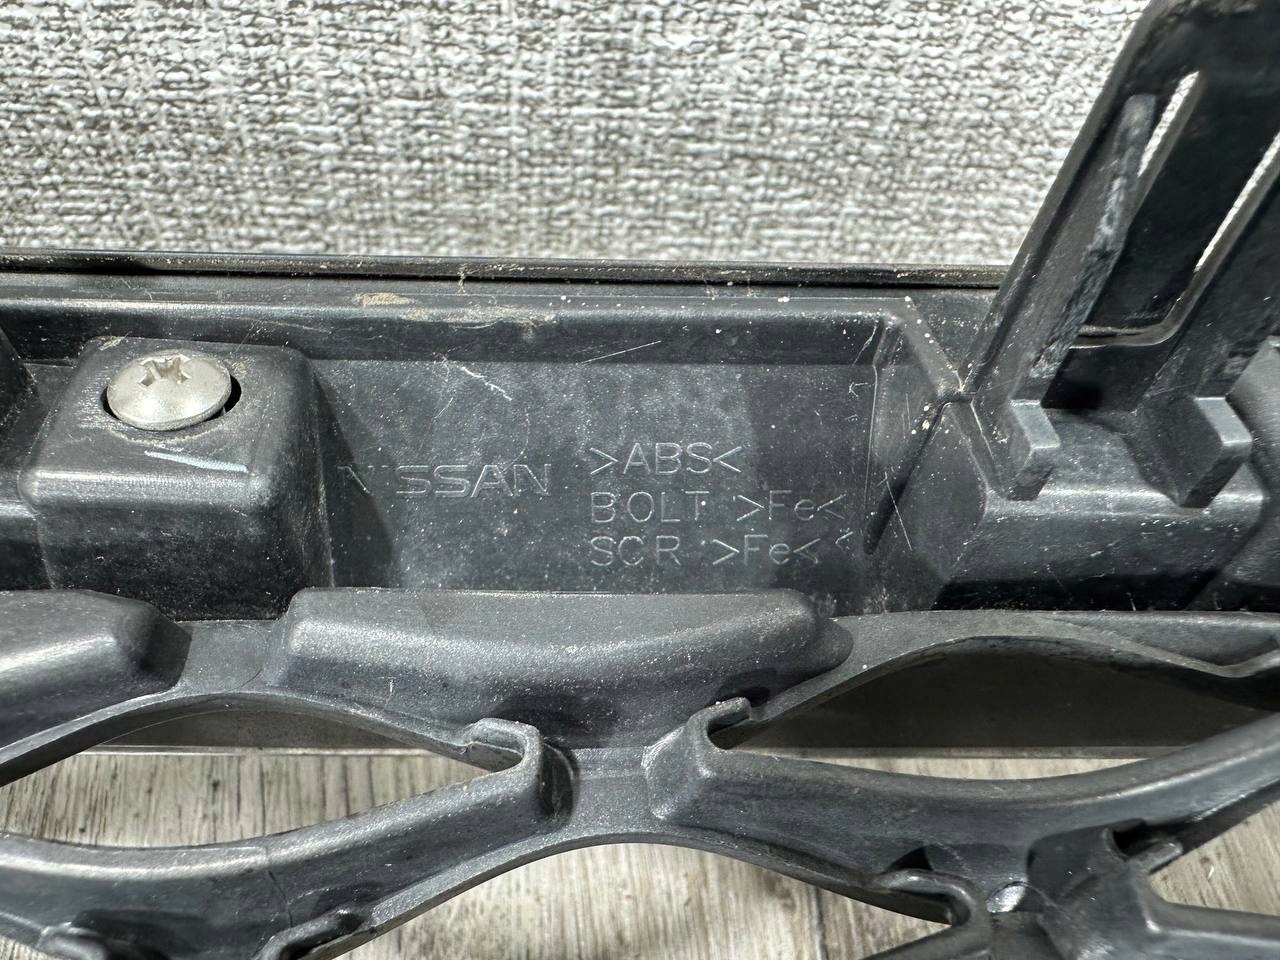 NISSAN
>ABS<
BOLT >Fe<
SCR >Fe<